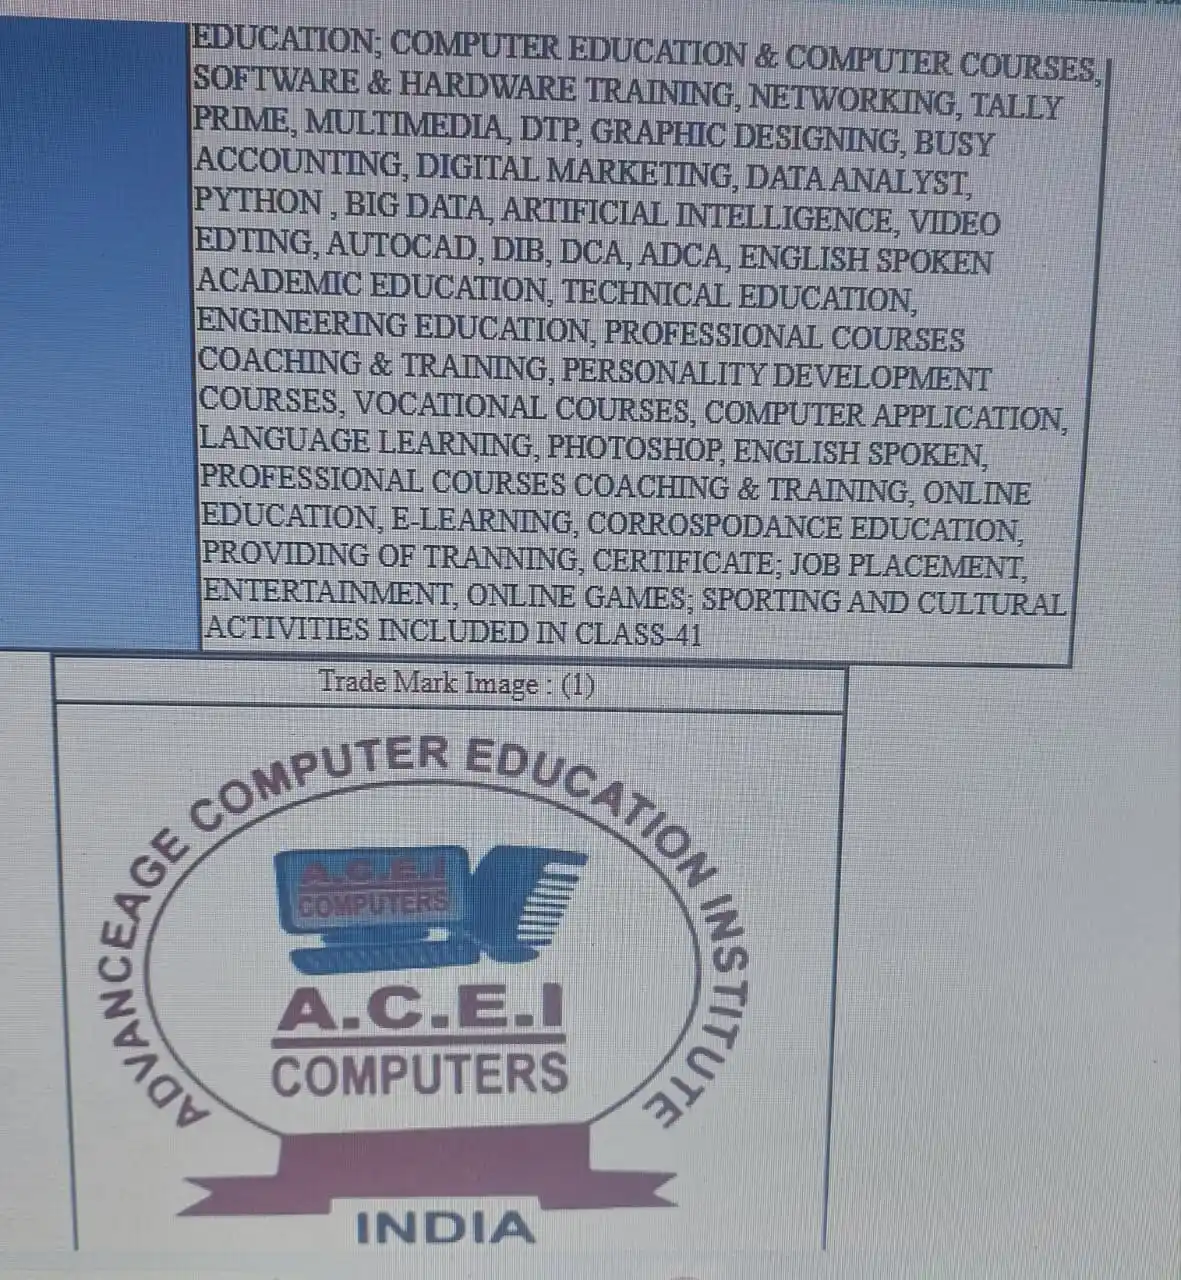 EDUCATION; COMPUTER EDUCATION & COMPUTER COURSES,
SOFTWARE & HARDWARE TRAINING, NETWORKING, TALLY
PRIME, MULTIMEDIA, DTP, GRAPHIC DESIGNING, BUSY
ACCOUNTING, DIGITAL MARKETING, DATA ANALYST,
PYTHON , BIG DATA, ARTIFICIAL INTELLIGENCE, VIDEO
EDTING, AUTOCAD, DIB, DCA, ADCA, ENGLISH SPOKEN
ACADEMIC EDUCATION, TECHNICAL EDUCATION,
ENGINEERING EDUCATION, PROFESSIONAL COURSES
COACHING & TRAINING, PERSONALITY DEVELOPMENT
COURSES, VOCATIONAL COURSES, COMPUTER APPLICATION,
LANGUAGE LEARNING, PHOTOSHOP, ENGLISH SPOKEN,
PROFESSIONAL COURSES COACHING & TRAINING, ONLINE
EDUCATION, E-LEARNING, CORROSPODANCE EDUCATION,
PROVIDING OF TRANNING, CERTIFICATE; JOB PLACEMENT,
ENTERTAINMENT, ONLINE GAMES; SPORTING AND CULTURAL
ACTIVITIES INCLUDED IN CLASS-41
Trade Mark Image : (1)
ADVANCEAGE COMPUTER EDUCATION INSTITUTE
A.C.E.I
COMPUTERS
A.C.E.I
COMPUTERS
INDIA